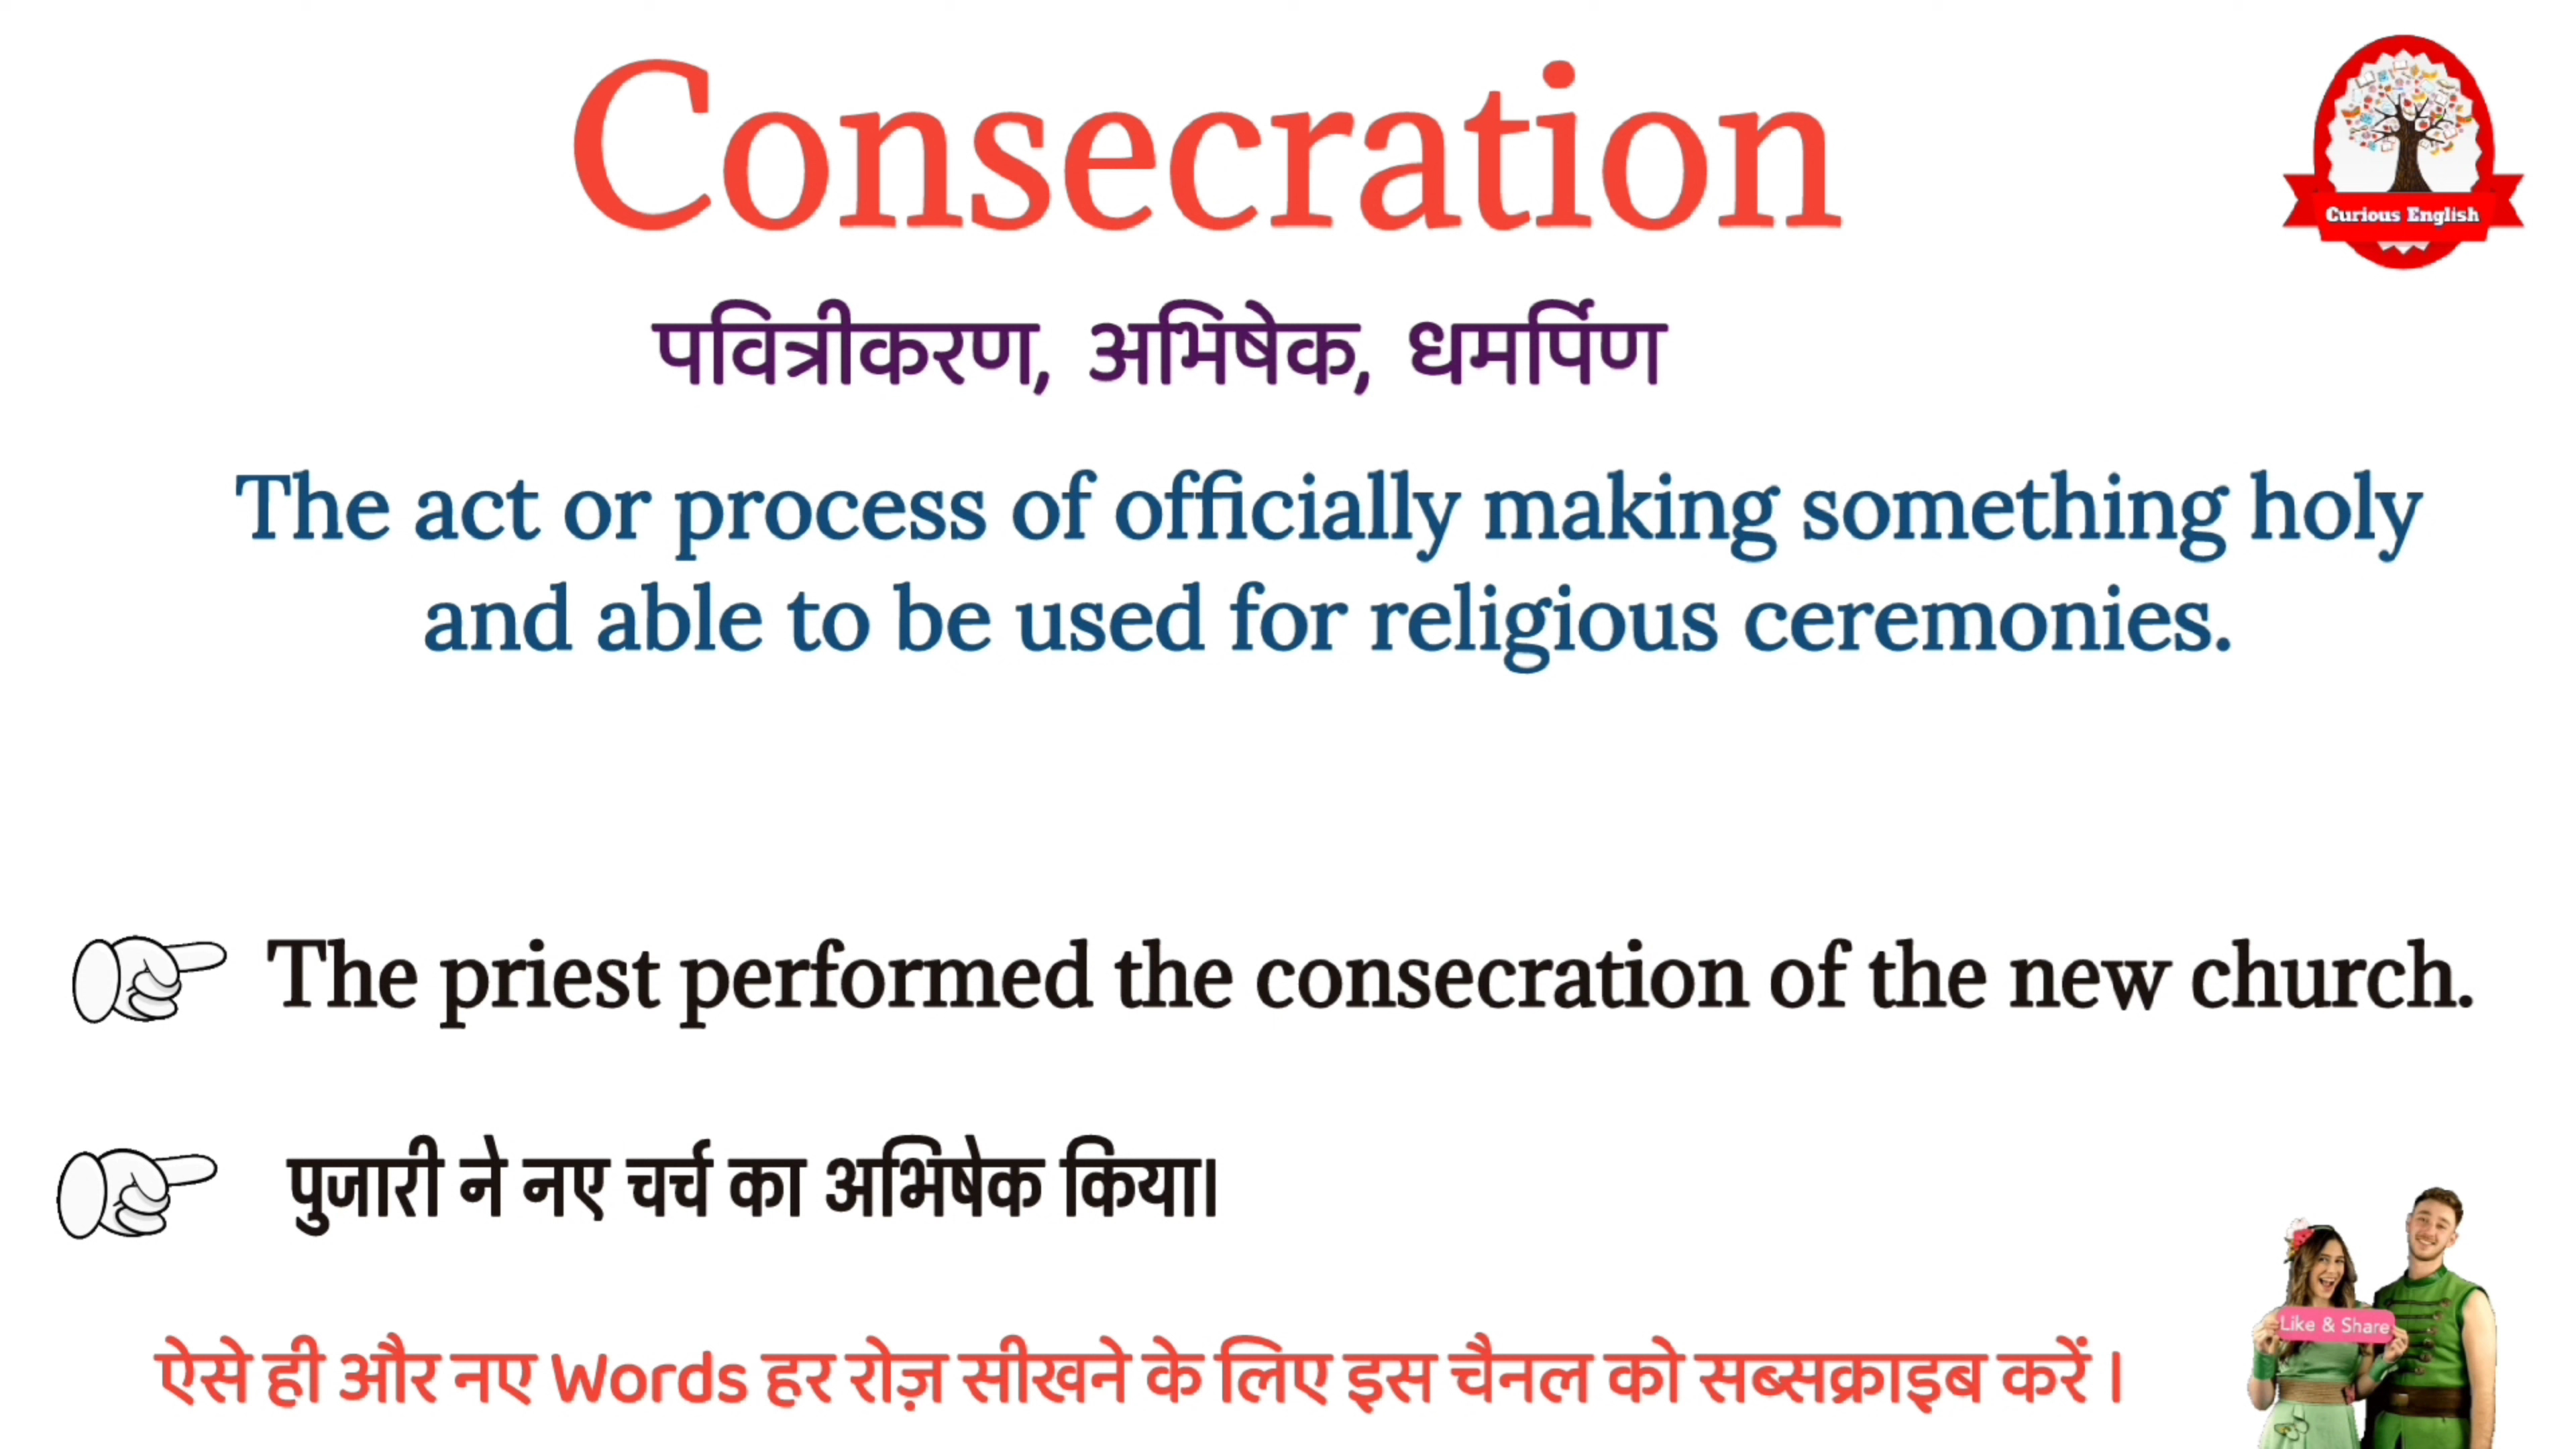 Consecration
Curious English
पवित्रीकरण, अभिषेक, धमर्पिण
The act or process of officially making something holy
and able to be used for religious ceremonies.
The priest performed the consecration of the new church.
पुजारी ने नए चर्च का अभिषेक किया।
Like & Share
ऐसे ही और नए Words हर रोज़ सीखने के लिए इस चैनल को सब्सक्राइब करें ।